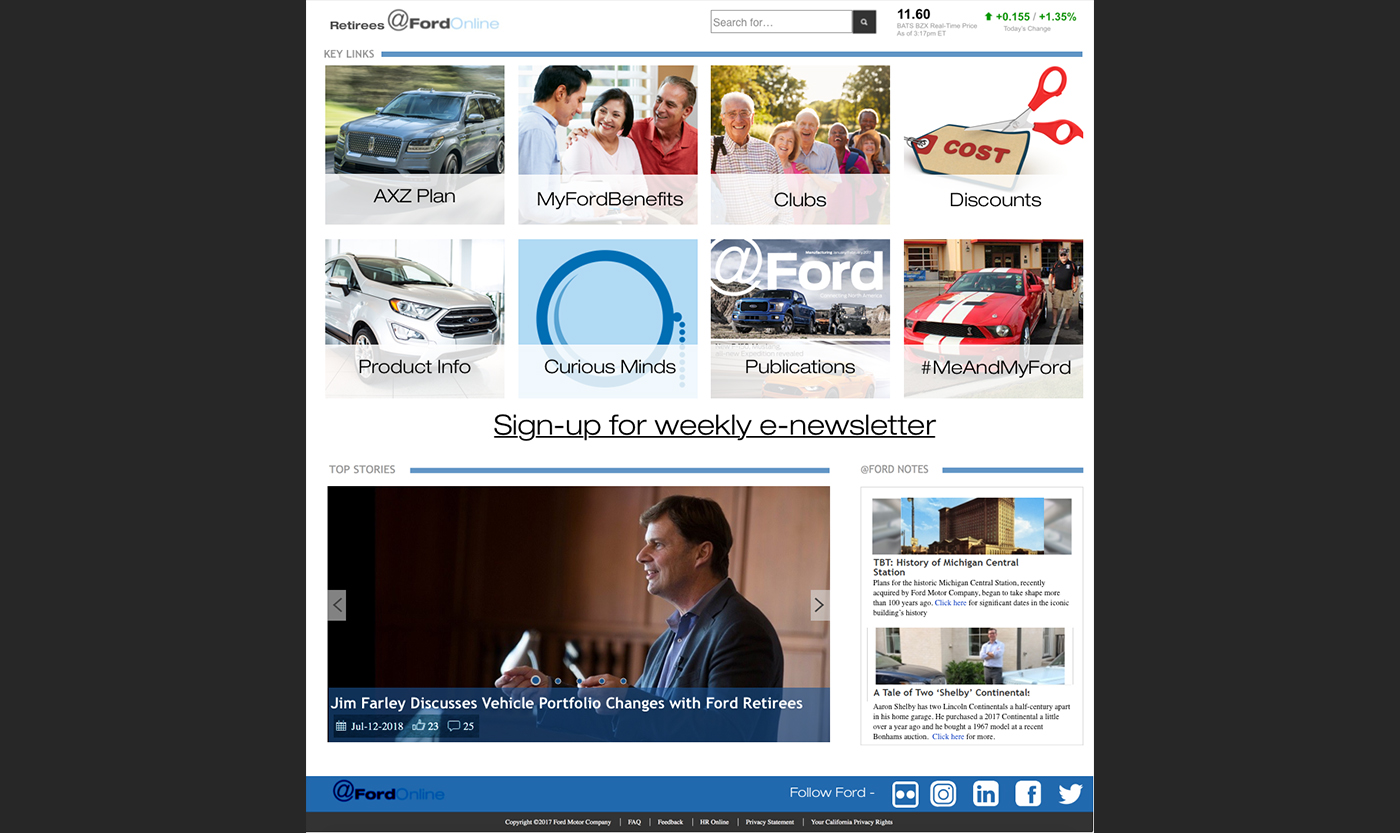 Retirees @FordOnline
Search for...
11.60
BATS BZX Real-Time Price
As of 3:17pm ET
+0.155 / +1.35%
Today's Change
KEY LINKS
AXZ Plan
MyFordBenefits
Clubs
COST
Discounts
Product Info
Curious Minds
@Ford
Connecting North America
Publications
#MeAndMyFord
Sign-up for weekly e-newsletter
TOP STORIES
Jim Farley Discusses Vehicle Portfolio Changes with Ford Retirees
Jul-12-2018 23 25
@FORD NOTES
TBT: History of Michigan Central
Station
Plans for the historic Michigan Central Station, recently
acquired by Ford Motor Company, began to take shape more
than 100 years ago. Click here for significant dates in the iconic
building's history
A Tale of Two 'Shelby' Continental:
Aaron Shelby has two Lincoln Continentals a half-century apart
in his home garage. He purchased a 2017 Continental a little
over a year ago and he bought a 1967 model at a recent
Bonhams auction. Click here for more.
@FordOnline
Follow Ford -
Copyright ©2017 Ford Motor Company | FAQ | Feedback | HR Online | Privacy Statement | Your California Privacy Rights